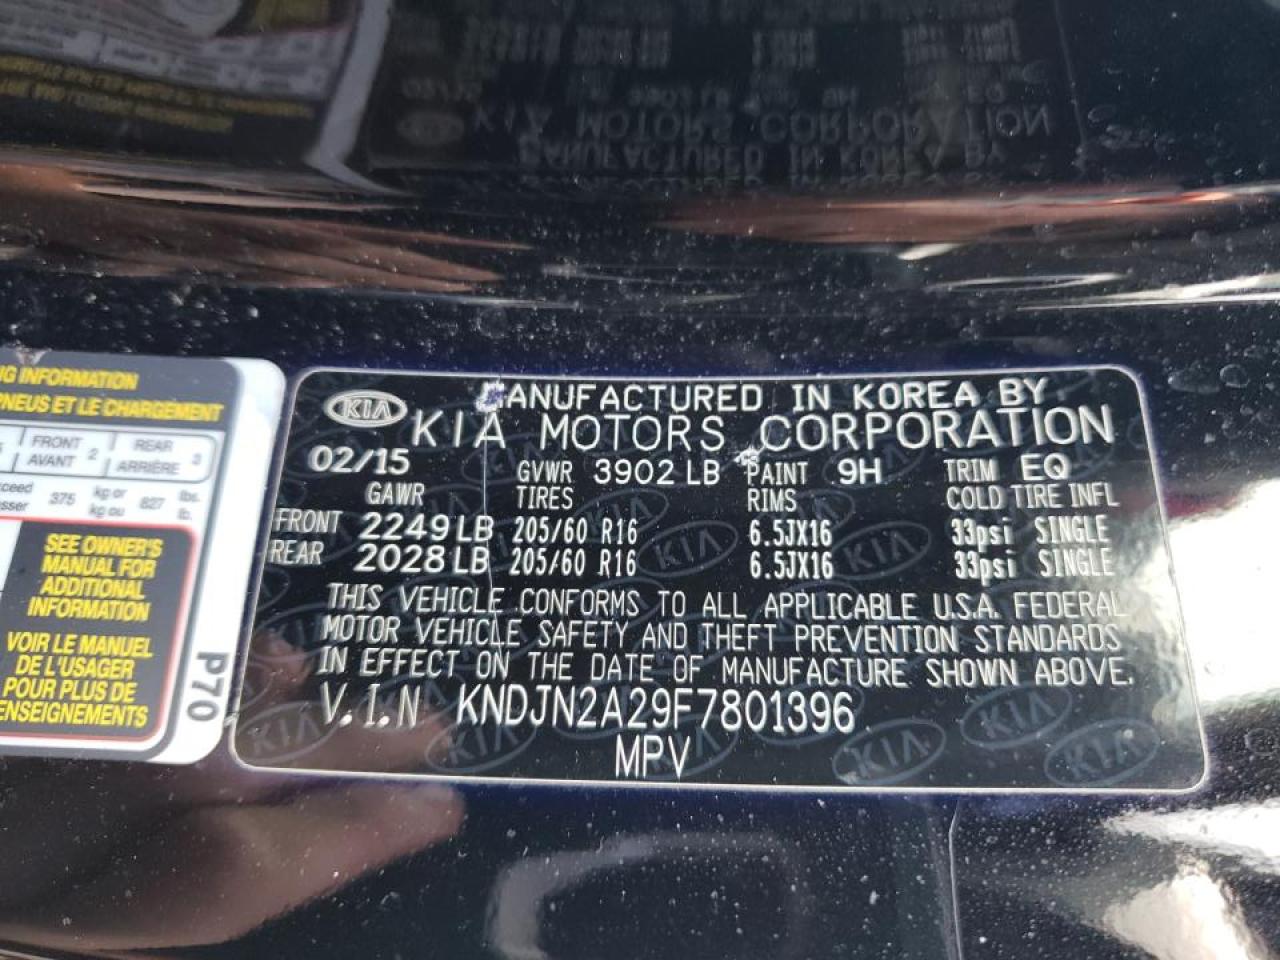 NG INFORMATION
PNEUS ET LE CHARGEMENT
FRONT 2 REAR 3
AVANT ARRIÈRE
375 kg or 827 lbs.
kg ou lb.
SEE OWNER'S
MANUAL FOR
ADDITIONAL
INFORMATION
VOIR LE MANUEL
DE L'USAGER
POUR PLUS DE
ENSEIGNEMENTS
P70
KIA
MANUFACTURED IN KOREA BY
KIA MOTORS CORPORATION
02/15 GVWR 3902 LB PAINT 9H TRIM EQ
GAWR TIRES RIMS COLD TIRE INFL
FRONT 2249 LB 205/60 R16 6.5JX16 33psi SINGLE
REAR 2028 LB 205/60 R16 6.5JX16 33psi SINGLE
THIS VEHICLE CONFORMS TO ALL APPLICABLE U.S.A. FEDERAL
MOTOR VEHICLE SAFETY AND THEFT PREVENTION STANDARDS
IN EFFECT ON THE DATE OF MANUFACTURE SHOWN ABOVE.
V.I.N KNDJN2A29F7801396
MPV